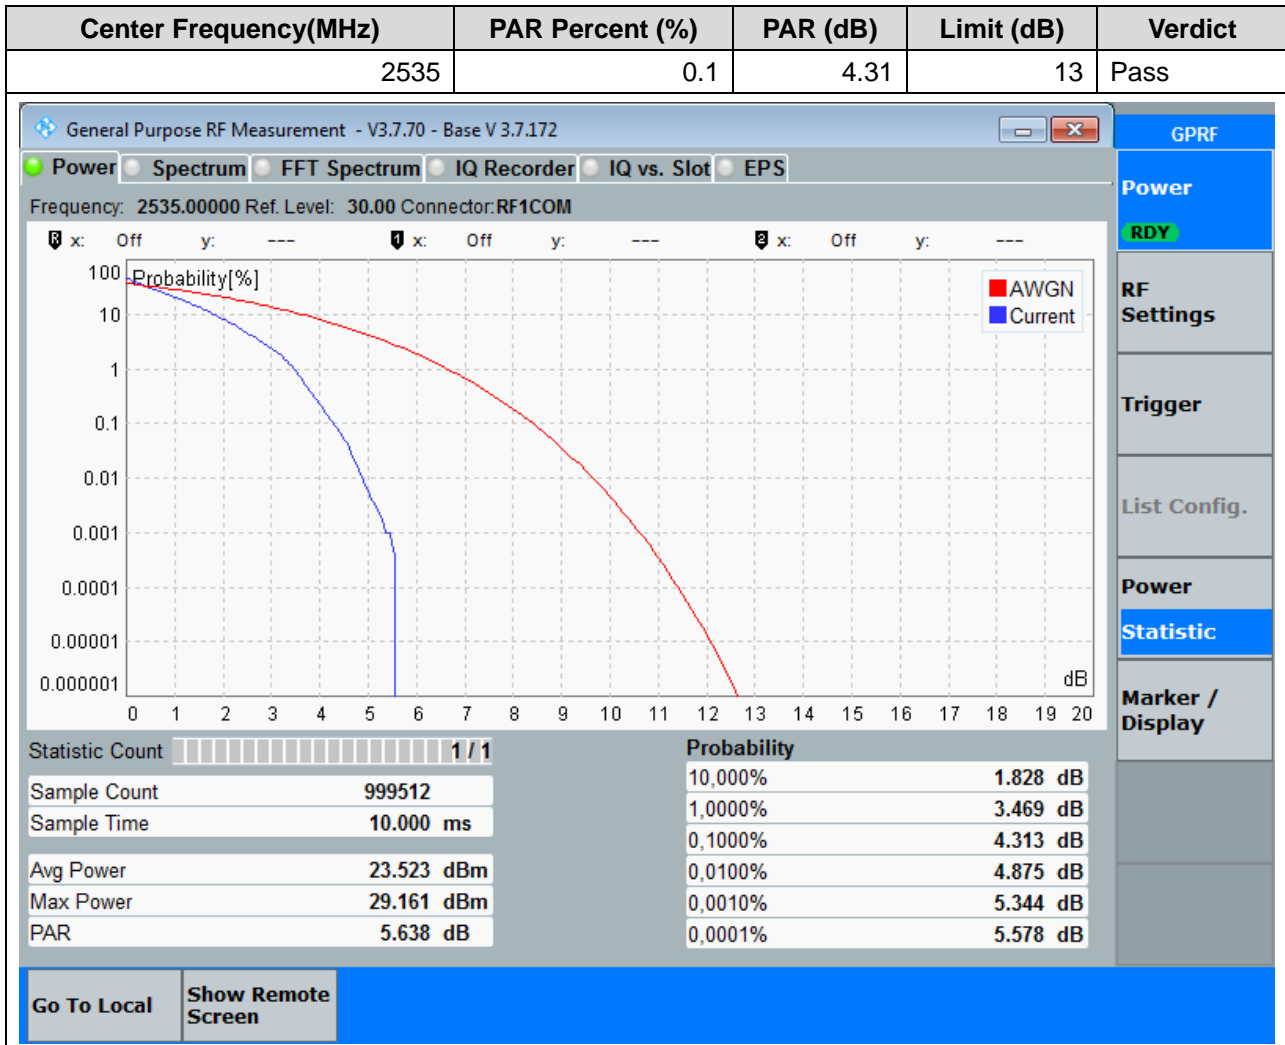 Center Frequency(MHz) PAR Percent (%) PAR (dB) Limit (dB) Verdict
2535 0.1 4.31 13 Pass
General Purpose RF Measurement - V3.7.70 - Base V 3.7.172
GPRF
Power Spectrum FFT Spectrum IQ Recorder IQ vs. Slot EPS
Frequency: 2535.00000 Ref. Level: 30.00 Connector: RF1COM
R x: Off y: --- 1 x: Off y: --- 2 x: Off y: ---
Probability[%]
AWGN
Current
100
10
1
0.1
0.01
0.001
0.0001
0.00001
0.000001
dB
0 1 2 3 4 5 6 7 8 9 10 11 12 13 14 15 16 17 18 19 20
Statistic Count 1 / 1
Sample Count 999512
Sample Time 10.000 ms
Avg Power 23.523 dBm
Max Power 29.161 dBm
PAR 5.638 dB
Probability
10,000% 1.828 dB
1,0000% 3.469 dB
0,1000% 4.313 dB
0,0100% 4.875 dB
0,0010% 5.344 dB
0,0001% 5.578 dB
Power
RDY
RF
Settings
Trigger
List Config.
Power
Statistic
Marker /
Display
Go To Local
Show Remote
Screen